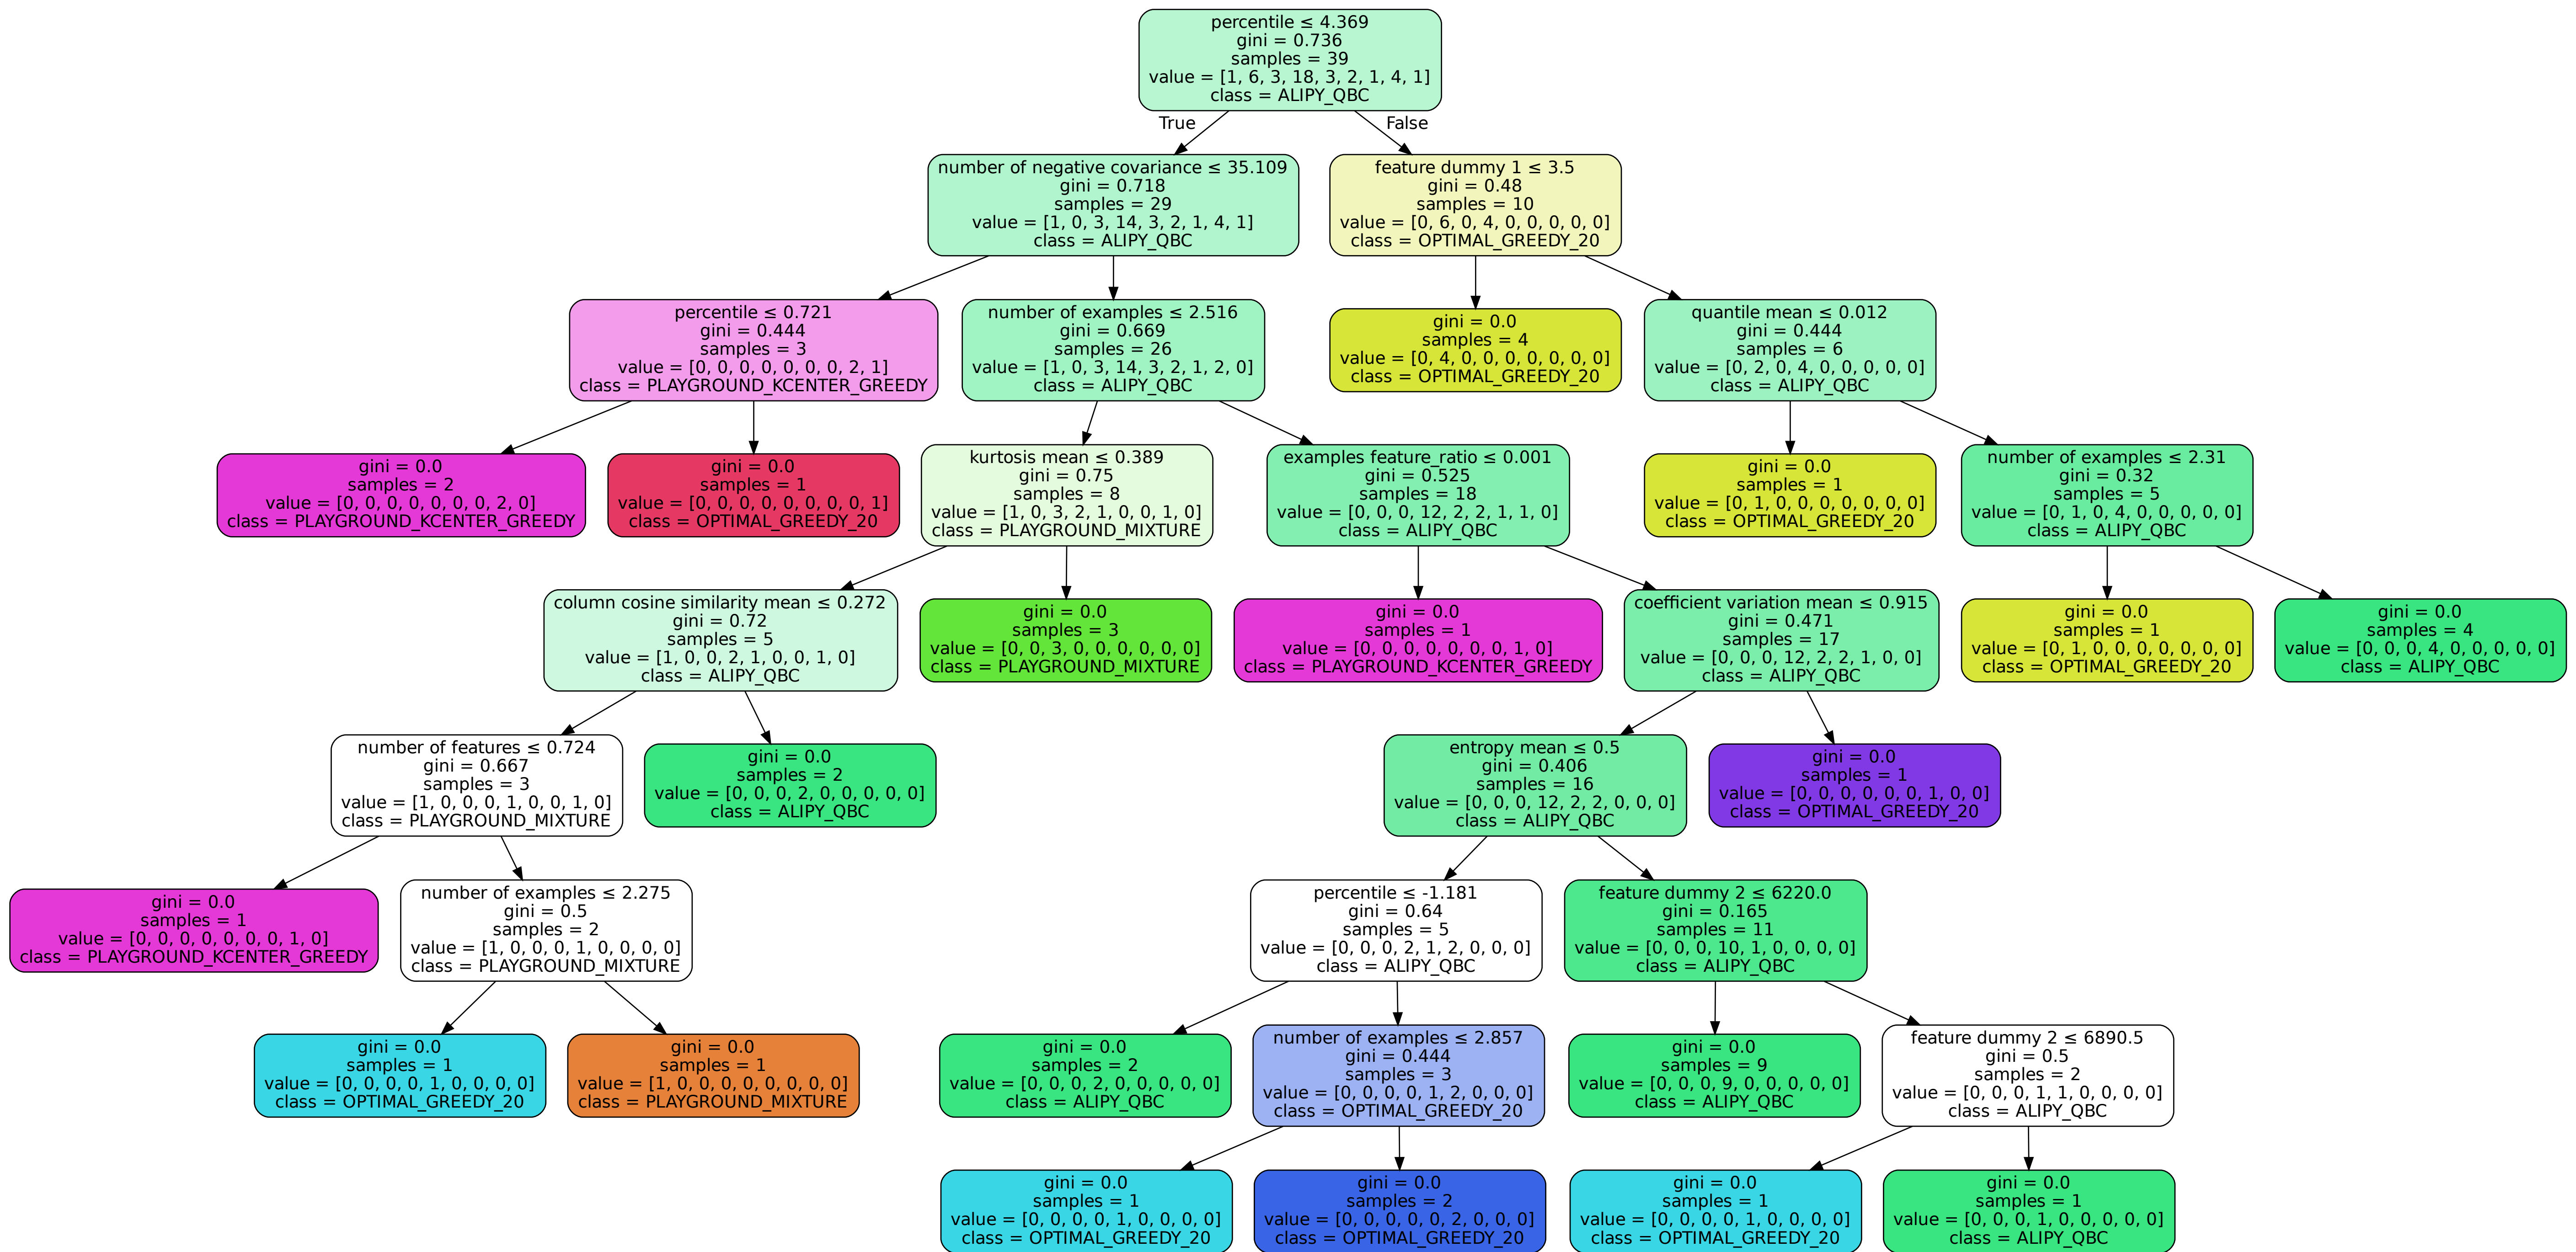 percentile ≤ 4.369
gini = 0.736
samples = 39
value = [1, 6, 3, 18, 3, 2, 1, 4, 1]
class = ALIPY_QBC
True
False
number of negative covariance ≤ 35.109
gini = 0.718
samples = 29
value = [1, 0, 3, 14, 3, 2, 1, 4, 1]
class = ALIPY_QBC
feature dummy 1 ≤ 3.5
gini = 0.48
samples = 10
value = [0, 6, 0, 4, 0, 0, 0, 0, 0]
class = OPTIMAL_GREEDY_20
percentile ≤ 0.721
gini = 0.444
samples = 3
value = [0, 0, 0, 0, 0, 0, 0, 2, 1]
class = PLAYGROUND_KCENTER_GREEDY
number of examples ≤ 2.516
gini = 0.669
samples = 26
value = [1, 0, 3, 14, 3, 2, 1, 2, 0]
class = ALIPY_QBC
gini = 0.0
samples = 4
value = [0, 4, 0, 0, 0, 0, 0, 0, 0]
class = OPTIMAL_GREEDY_20
quantile mean ≤ 0.012
gini = 0.444
samples = 6
value = [0, 2, 0, 4, 0, 0, 0, 0, 0]
class = ALIPY_QBC
gini = 0.0
samples = 2
value = [0, 0, 0, 0, 0, 0, 0, 2, 0]
class = PLAYGROUND_KCENTER_GREEDY
gini = 0.0
samples = 1
value = [0, 0, 0, 0, 0, 0, 0, 0, 1]
class = OPTIMAL_GREEDY_20
kurtosis mean ≤ 0.389
gini = 0.75
samples = 8
value = [1, 0, 3, 2, 1, 0, 0, 1, 0]
class = PLAYGROUND_MIXTURE
examples feature_ratio ≤ 0.001
gini = 0.525
samples = 18
value = [0, 0, 0, 12, 2, 2, 1, 1, 0]
class = ALIPY_QBC
gini = 0.0
samples = 1
value = [0, 1, 0, 0, 0, 0, 0, 0, 0]
class = OPTIMAL_GREEDY_20
number of examples ≤ 2.31
gini = 0.32
samples = 5
value = [0, 1, 0, 4, 0, 0, 0, 0, 0]
class = ALIPY_QBC
column cosine similarity mean ≤ 0.272
gini = 0.72
samples = 5
value = [1, 0, 0, 2, 1, 0, 0, 1, 0]
class = ALIPY_QBC
gini = 0.0
samples = 3
value = [0, 0, 3, 0, 0, 0, 0, 0, 0]
class = PLAYGROUND_MIXTURE
gini = 0.0
samples = 1
value = [0, 0, 0, 0, 0, 0, 0, 1, 0]
class = PLAYGROUND_KCENTER_GREEDY
coefficient variation mean ≤ 0.915
gini = 0.471
samples = 17
value = [0, 0, 0, 12, 2, 2, 1, 0, 0]
class = ALIPY_QBC
gini = 0.0
samples = 1
value = [0, 1, 0, 0, 0, 0, 0, 0, 0]
class = OPTIMAL_GREEDY_20
gini = 0.0
samples = 4
value = [0, 0, 0, 4, 0, 0, 0, 0, 0]
class = ALIPY_QBC
number of features ≤ 0.724
gini = 0.667
samples = 3
value = [1, 0, 0, 0, 1, 0, 0, 1, 0]
class = PLAYGROUND_MIXTURE
gini = 0.0
samples = 2
value = [0, 0, 0, 2, 0, 0, 0, 0, 0]
class = ALIPY_QBC
entropy mean ≤ 0.5
gini = 0.406
samples = 16
value = [0, 0, 0, 12, 2, 2, 0, 0, 0]
class = ALIPY_QBC
gini = 0.0
samples = 1
value = [0, 0, 0, 0, 0, 0, 1, 0, 0]
class = OPTIMAL_GREEDY_20
gini = 0.0
samples = 1
value = [0, 0, 0, 0, 0, 0, 0, 1, 0]
class = PLAYGROUND_KCENTER_GREEDY
number of examples ≤ 2.275
gini = 0.5
samples = 2
value = [1, 0, 0, 0, 1, 0, 0, 0, 0]
class = PLAYGROUND_MIXTURE
percentile ≤ -1.181
gini = 0.64
samples = 5
value = [0, 0, 0, 2, 1, 2, 0, 0, 0]
class = ALIPY_QBC
feature dummy 2 ≤ 6220.0
gini = 0.165
samples = 11
value = [0, 0, 0, 10, 1, 0, 0, 0, 0]
class = ALIPY_QBC
gini = 0.0
samples = 1
value = [0, 0, 0, 0, 1, 0, 0, 0, 0]
class = OPTIMAL_GREEDY_20
gini = 0.0
samples = 1
value = [1, 0, 0, 0, 0, 0, 0, 0, 0]
class = PLAYGROUND_MIXTURE
gini = 0.0
samples = 2
value = [0, 0, 0, 2, 0, 0, 0, 0, 0]
class = ALIPY_QBC
number of examples ≤ 2.857
gini = 0.444
samples = 3
value = [0, 0, 0, 0, 1, 2, 0, 0, 0]
class = OPTIMAL_GREEDY_20
gini = 0.0
samples = 9
value = [0, 0, 0, 9, 0, 0, 0, 0, 0]
class = ALIPY_QBC
feature dummy 2 ≤ 6890.5
gini = 0.5
samples = 2
value = [0, 0, 0, 1, 1, 0, 0, 0, 0]
class = ALIPY_QBC
gini = 0.0
samples = 1
value = [0, 0, 0, 0, 1, 0, 0, 0, 0]
class = OPTIMAL_GREEDY_20
gini = 0.0
samples = 2
value = [0, 0, 0, 0, 0, 2, 0, 0, 0]
class = OPTIMAL_GREEDY_20
gini = 0.0
samples = 1
value = [0, 0, 0, 0, 1, 0, 0, 0, 0]
class = OPTIMAL_GREEDY_20
gini = 0.0
samples = 1
value = [0, 0, 0, 1, 0, 0, 0, 0, 0]
class = ALIPY_QBC